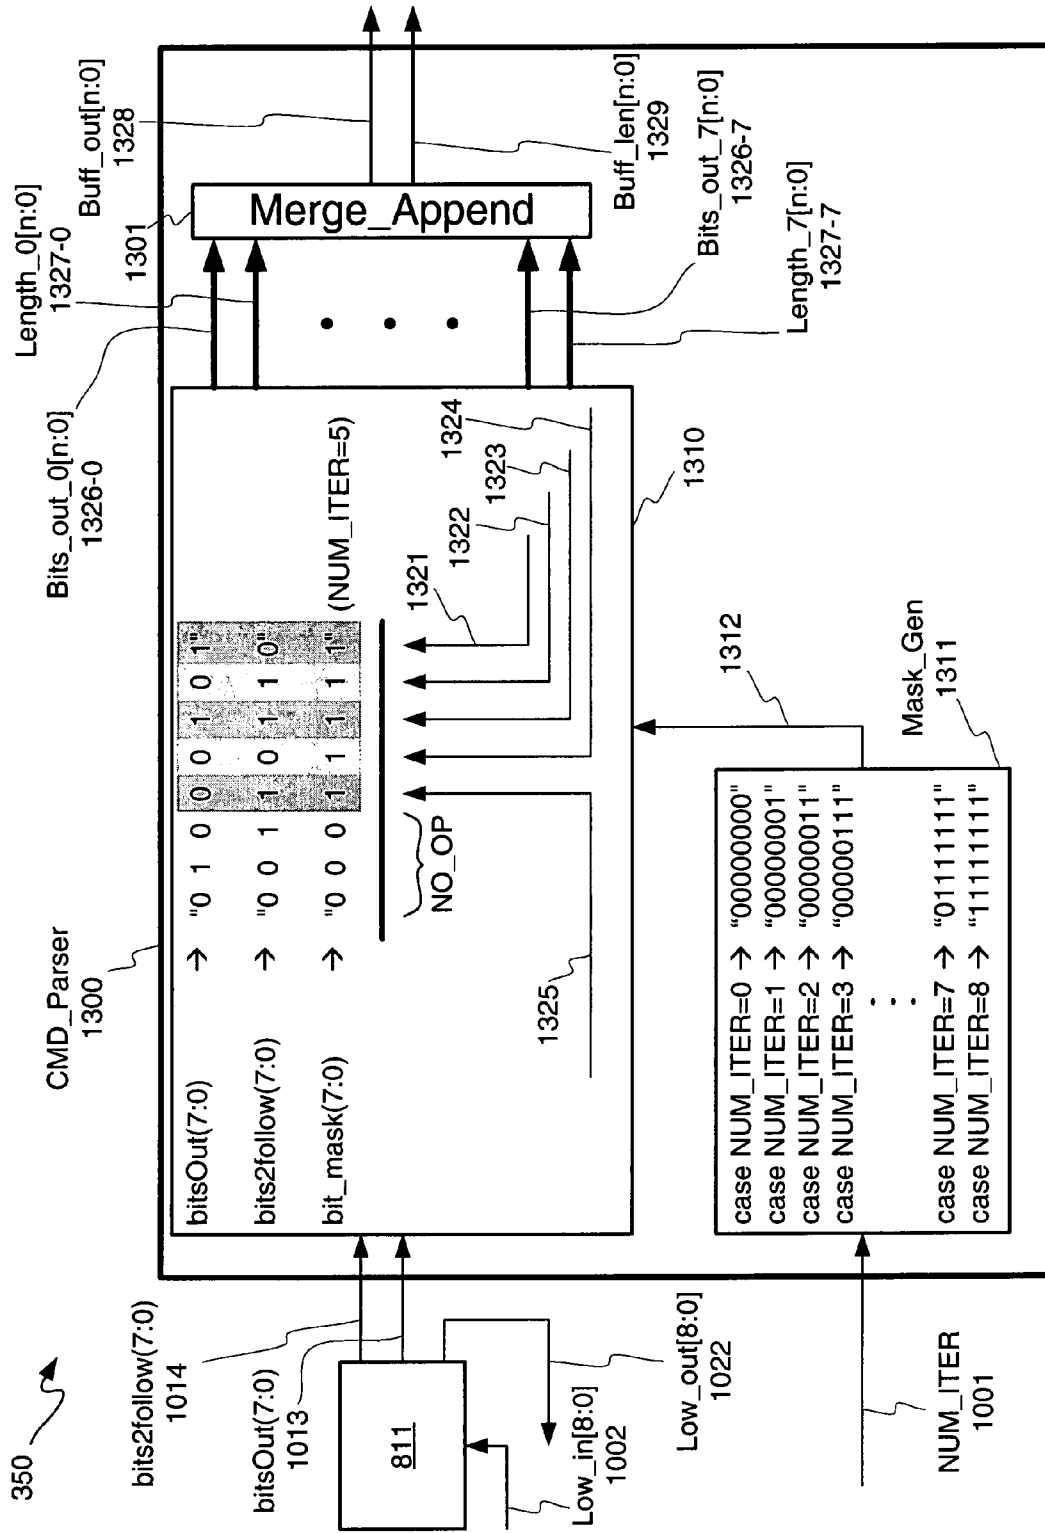 350
CMD_Parser
1300
bits2follow(7:0)
1014
bitsOut(7:0)
1013
811
Low_in[8:0]
1002
Low_out[8:0]
1022
NUM_ITER
1001
bitsOut(7:0) → "0 1 0 0 0 1 0 1"
bits2follow(7:0) → "0 0 1 1 0 1 1 0"
bit_mask(7:0) → "0 0 0 1 1 1 1 1" (NUM_ITER=5)
NO_OP
1321
1322
1323
1324
1325
1310
1312
Mask_Gen
1311
case NUM_ITER=0 → "00000000"
case NUM_ITER=1 → "00000001"
case NUM_ITER=2 → "00000011"
case NUM_ITER=3 → "00000111"
case NUM_ITER=7 → "01111111"
case NUM_ITER=8 → "11111111"
Bits_out_0[n:0]
1326-0
Length_0[n:0]
1327-0
1301
Merge_Append
Buff_out[n:0]
1328
Buff_len[n:0]
1329
Bits_out_7[n:0]
1326-7
Length_7[n:0]
1327-7